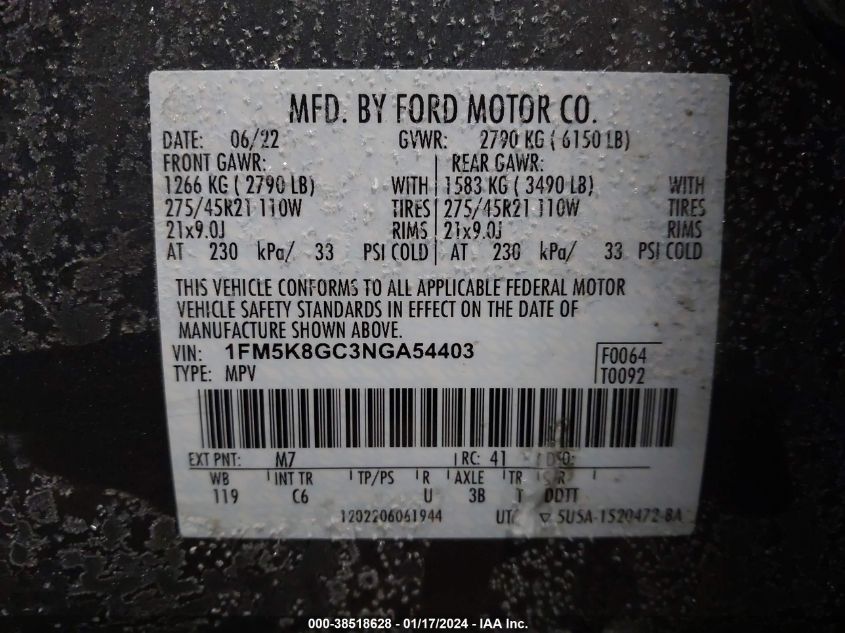 MFD. BY FORD MOTOR CO.
DATE: 06/22 GVWR: 2790 KG ( 6150 LB)
FRONT GAWR: REAR GAWR:
1266 KG ( 2790 LB) WITH 1583 KG ( 3490 LB) WITH
275/45R21 110W TIRES 275/45R21 110W TIRES
21x9.0J RIMS 21x9.0J RIMS
AT 230 kPa/ 33 PSI COLD AT 230 kPa/ 33 PSI COLD
THIS VEHICLE CONFORMS TO ALL APPLICABLE FEDERAL MOTOR
VEHICLE SAFETY STANDARDS IN EFFECT ON THE DATE OF
MANUFACTURE SHOWN ABOVE.
VIN: 1FM5K8GC3NGA54403 F0064
TYPE: MPV T0092
EXT PNT: M7 RC: 41 DSO:
WB INT TR TP/PS R AXLE TR SPR
119 C6 U 3B T DDTT
1202206061944 UTC ▽ 5U5A-1520472-BA
000-38518628 - 01/17/2024 - IAA Inc.